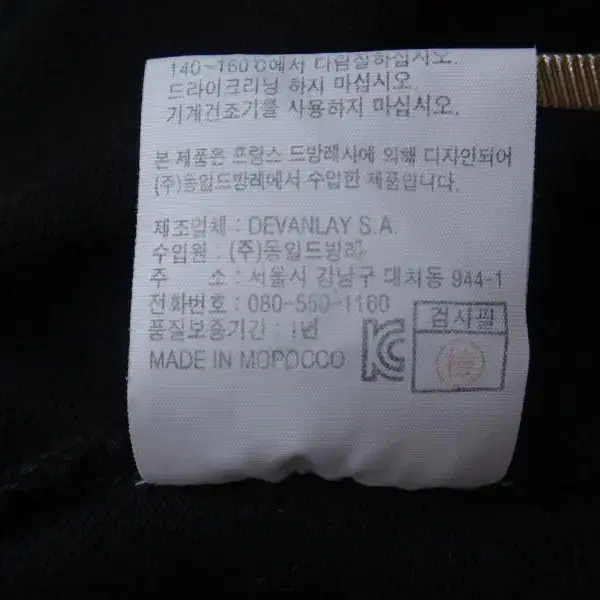 140~160˚C에서 다림질하십시오.
드라이크리닝 하지 마십시오.
기계건조기를 사용하지 마십시오.
본 제품은 프랑스 드방레사에 의해 디자인되어
(주)동일드방레에서 수입한 제품입니다.
제조업체 : DEVANLAY S.A.
수입원 : (주)동일드방레
주 소 : 서울시 강남구 대치동 944-1
전화번호 : 080-550-1160
품질보증기간 : 1년
MADE IN MOROCCO
KC
검사필